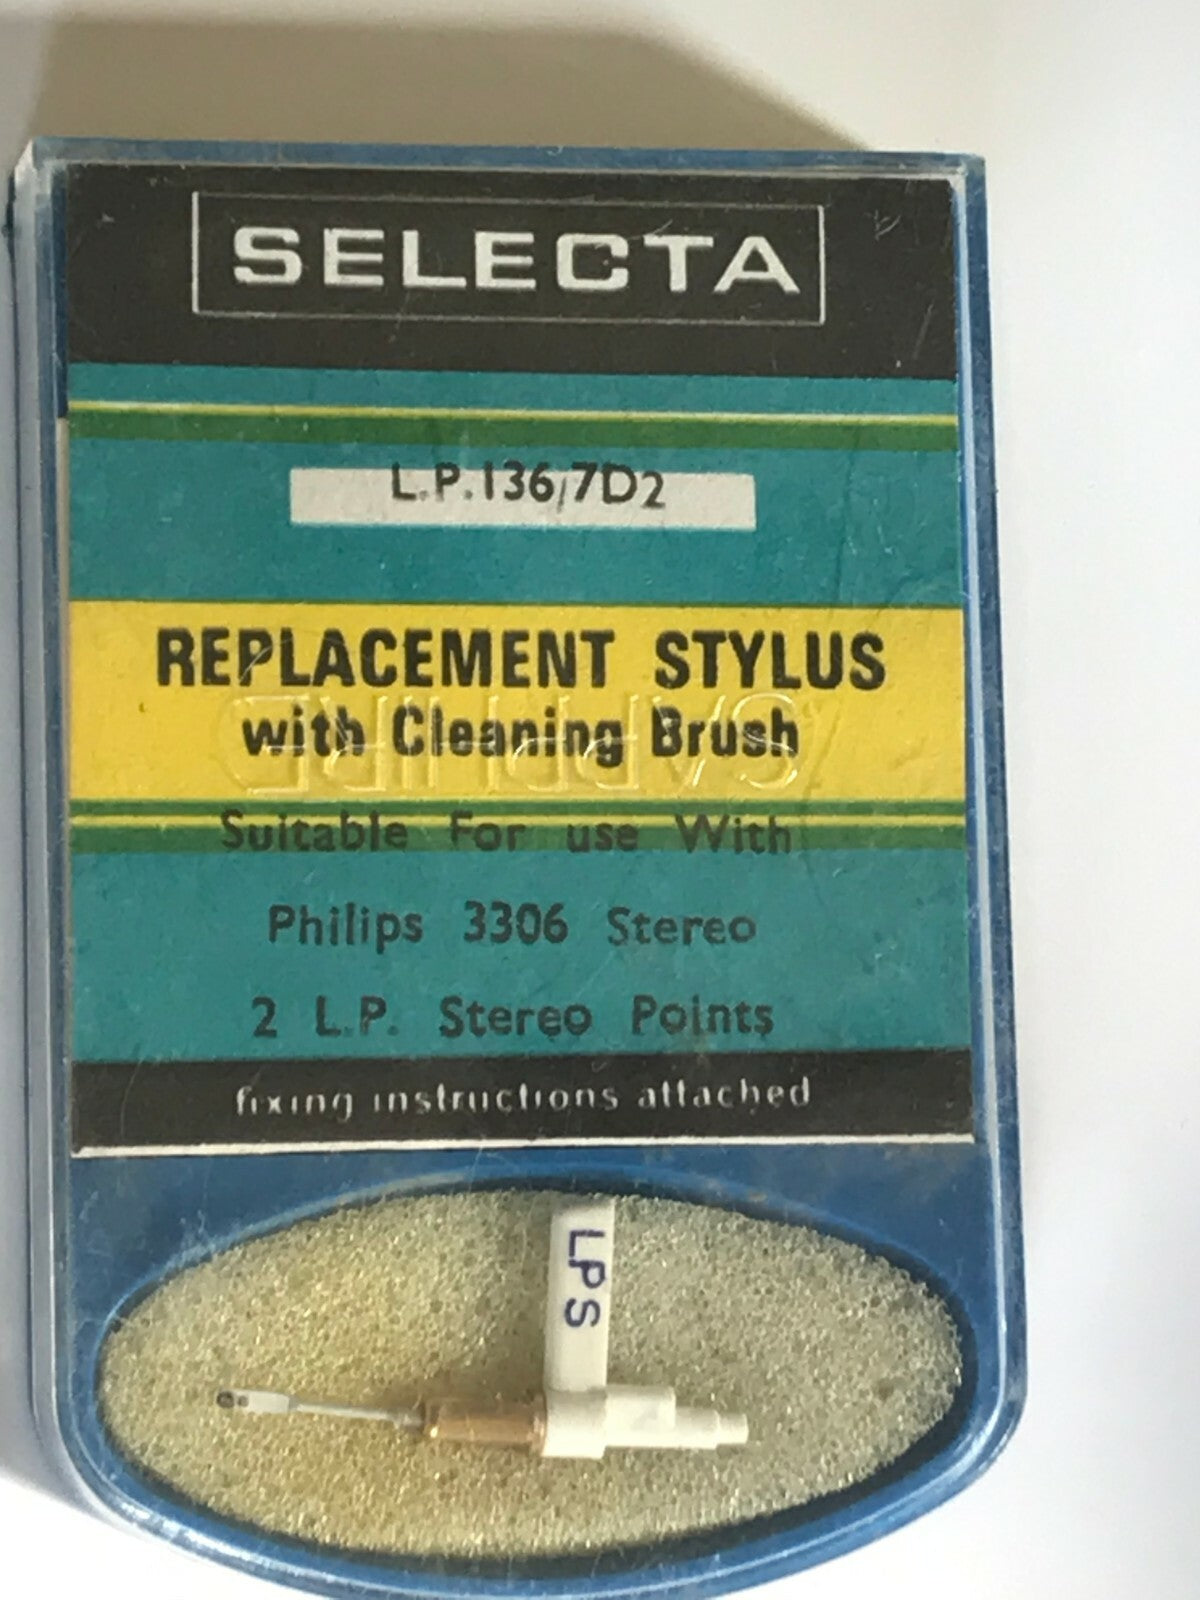 SELECTA
L.P.136/7D2
REPLACEMENT STYLUS
with Cleaning Brush
SAPPHIRE
Suitable For use With
Philips 3306 Stereo
2 L.P. Stereo Points
fixing instructions attached
LPS